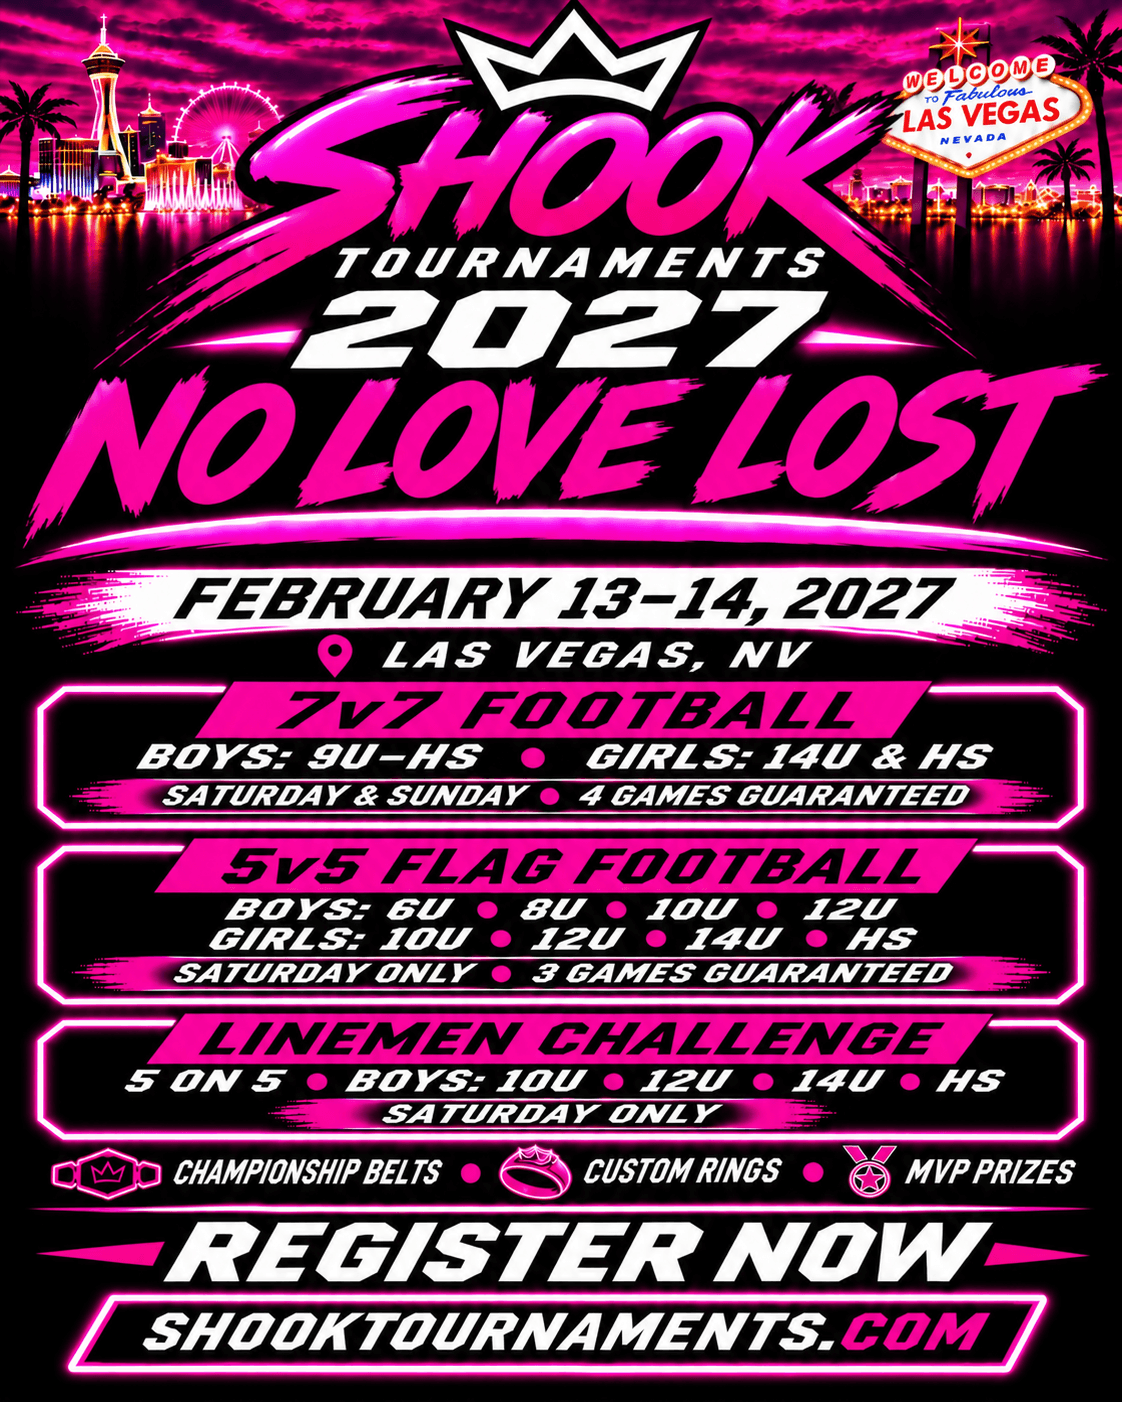 WELCOME
TO Fabulous
LAS VEGAS
NEVADA
SHOOK
TOURNAMENTS
2027
NO LOVE LOST
FEBRUARY 13–14, 2027
LAS VEGAS, NV
7v7 FOOTBALL
BOYS: 9U–HS • GIRLS: 14U & HS
SATURDAY & SUNDAY • 4 GAMES GUARANTEED
5v5 FLAG FOOTBALL
BOYS: 6U • 8U • 10U • 12U
GIRLS: 10U • 12U • 14U • HS
SATURDAY ONLY • 3 GAMES GUARANTEED
LINEMEN CHALLENGE
5 ON 5 • BOYS: 10U • 12U • 14U • HS
SATURDAY ONLY
CHAMPIONSHIP BELTS • CUSTOM RINGS • MVP PRIZES
REGISTER NOW
SHOOKTOURNAMENTS.COM